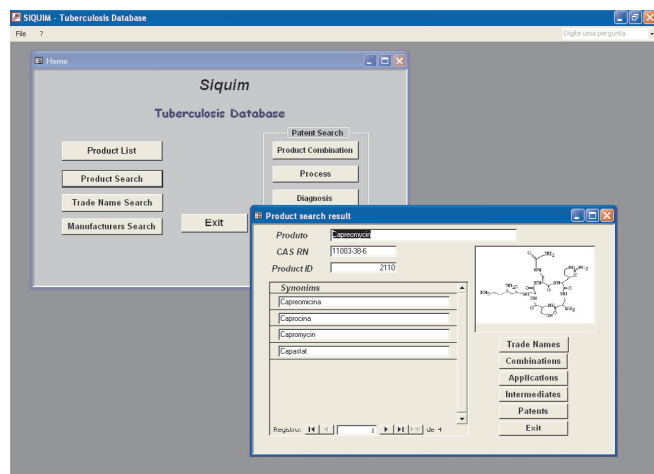 SIQUIM - Tuberculosis Database
File ?
Digite uma pergunta
Home
Siquim
Tuberculosis Database
Patent Search
Product List
Product Combination
Product Search
Process
Trade Name Search
Diagnosis
Manufacturers Search
Exit
Product search result
Produto Capreomycin
CAS RN 11003-38-6
Product ID 2110
Synonims
Capreomicina
Caprocina
Capromycin
Capastat
Trade Names
Combinations
Applications
Intermediates
Patents
Exit
Registro: 1 de 4